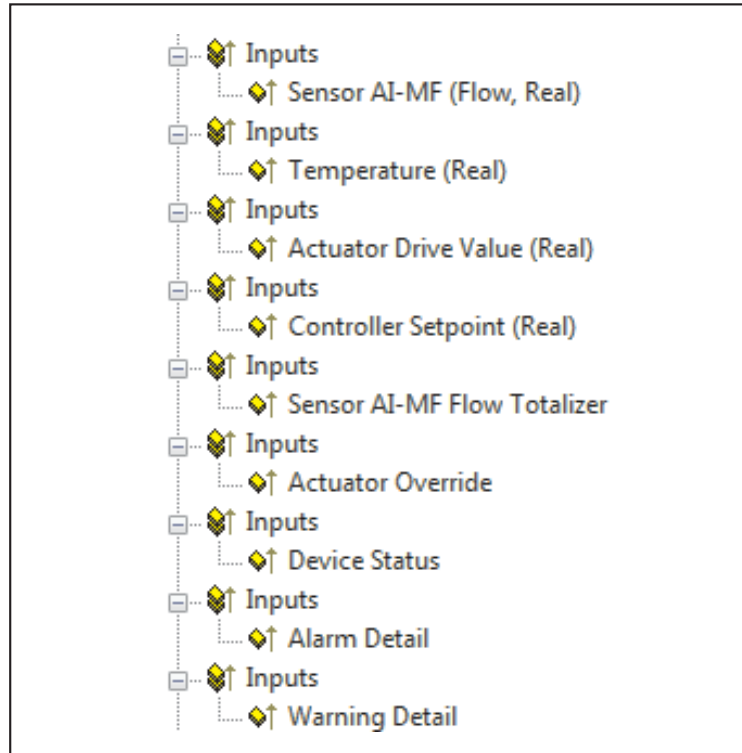 Inputs
Sensor AI-MF (Flow, Real)
Inputs
Temperature (Real)
Inputs
Actuator Drive Value (Real)
Inputs
Controller Setpoint (Real)
Inputs
Sensor AI-MF Flow Totalizer
Inputs
Actuator Override
Inputs
Device Status
Inputs
Alarm Detail
Inputs
Warning Detail